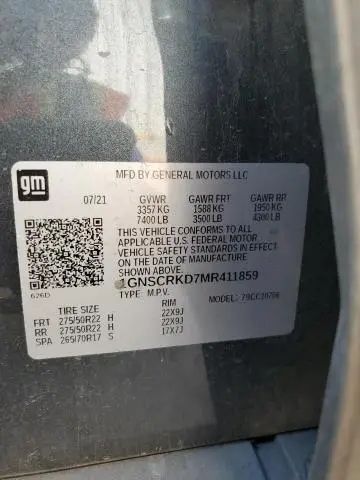 gm
MFD BY GENERAL MOTORS LLC
07/21 GVWR GAWR FRT GAWR RR
3357 KG 1588 KG 1950 KG
7400 LB 3500 LB 4300 LB
THIS VEHICLE CONFORMS TO ALL
APPLICABLE U.S. FEDERAL MOTOR
VEHICLE SAFETY STANDARDS IN
EFFECT ON THE DATE OF
MANUFACTURE SHOWN ABOVE.
1GNSCRKD7MR411859
626D TYPE: M.P.V. MODEL: 79CC10706
TIRE SIZE RIM
FRT 275/50R22 H 22X9J
RR 275/50R22 H 22X9J
SPA 265/70R17 S 17X7J